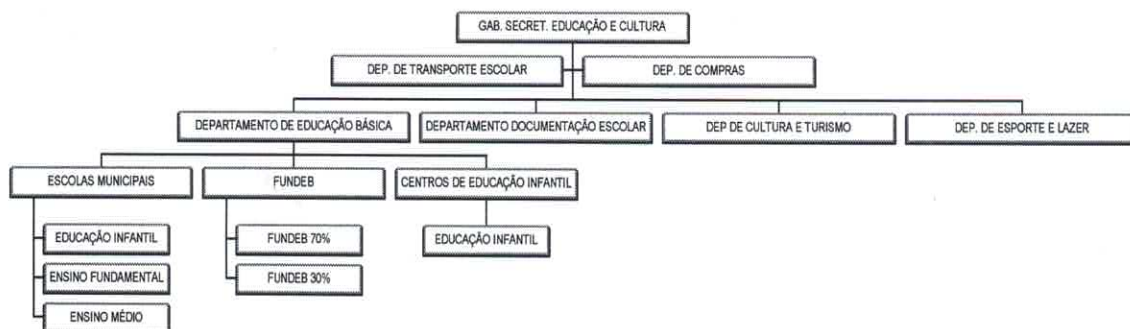 GAB. SECRET. EDUCAÇÃO E CULTURA
DEP. DE TRANSPORTE ESCOLAR
DEP. DE COMPRAS
DEPARTAMENTO DE EDUCAÇÃO BÁSICA
DEPARTAMENTO DOCUMENTAÇÃO ESCOLAR
DEP DE CULTURA E TURISMO
DEP. DE ESPORTE E LAZER
ESCOLAS MUNICIPAIS
FUNDEB
CENTROS DE EDUCAÇÃO INFANTIL
EDUCAÇÃO INFANTIL
FUNDEB 70%
EDUCAÇÃO INFANTIL
ENSINO FUNDAMENTAL
FUNDEB 30%
ENSINO MÉDIO